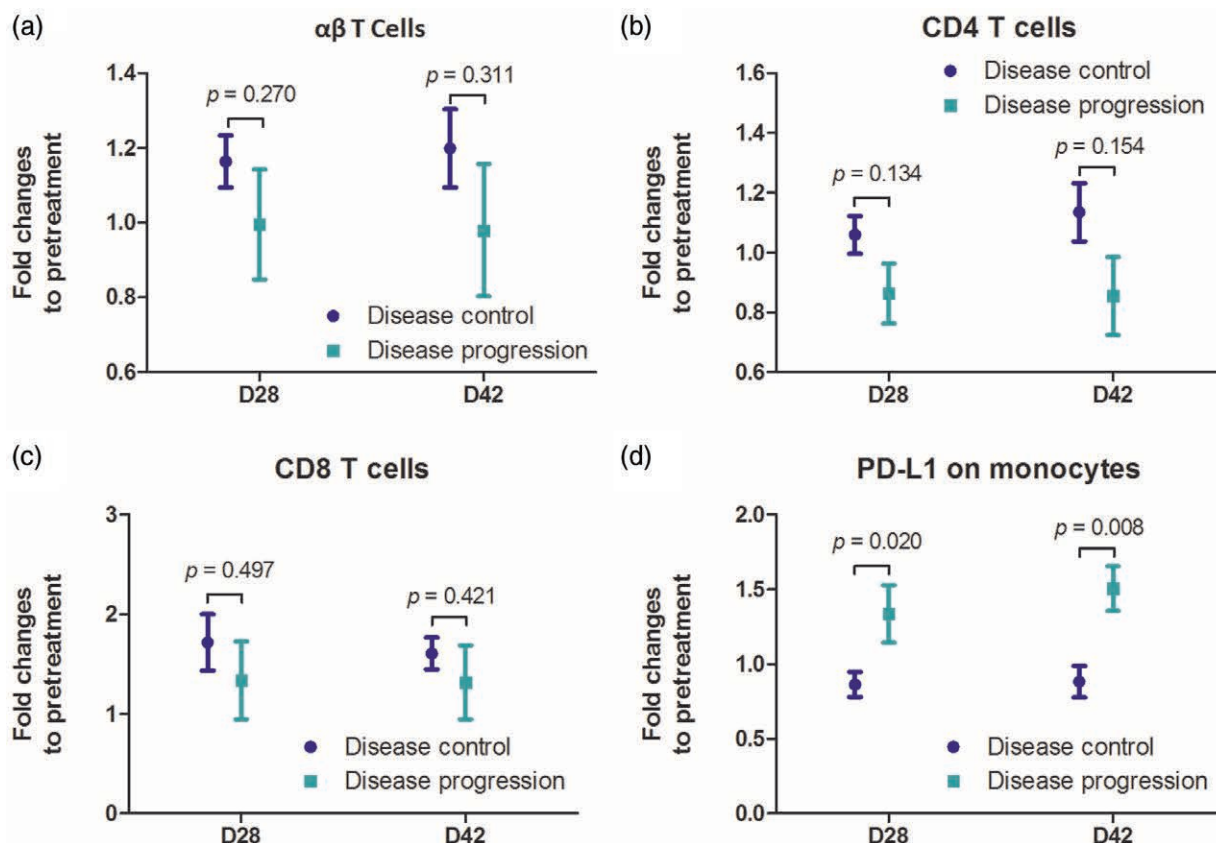 (a)
αβ T Cells
Fold changes
to pretreatment
1.4
1.2
1.0
0.8
0.6
p = 0.270
p = 0.311
Disease control
Disease progression
D28
D42
(b)
CD4 T cells
Fold changes
to pretreatment
1.6
1.4
1.2
1.0
0.8
0.6
Disease control
Disease progression
p = 0.134
p = 0.154
D28
D42
(c)
CD8 T cells
Fold changes
to pretreatment
3
2
1
0
p = 0.497
p = 0.421
Disease control
Disease progression
D28
D42
(d)
PD-L1 on monocytes
Fold changes
to pretreatment
2.0
1.5
1.0
0.5
0.0
p = 0.020
p = 0.008
Disease control
Disease progression
D28
D42